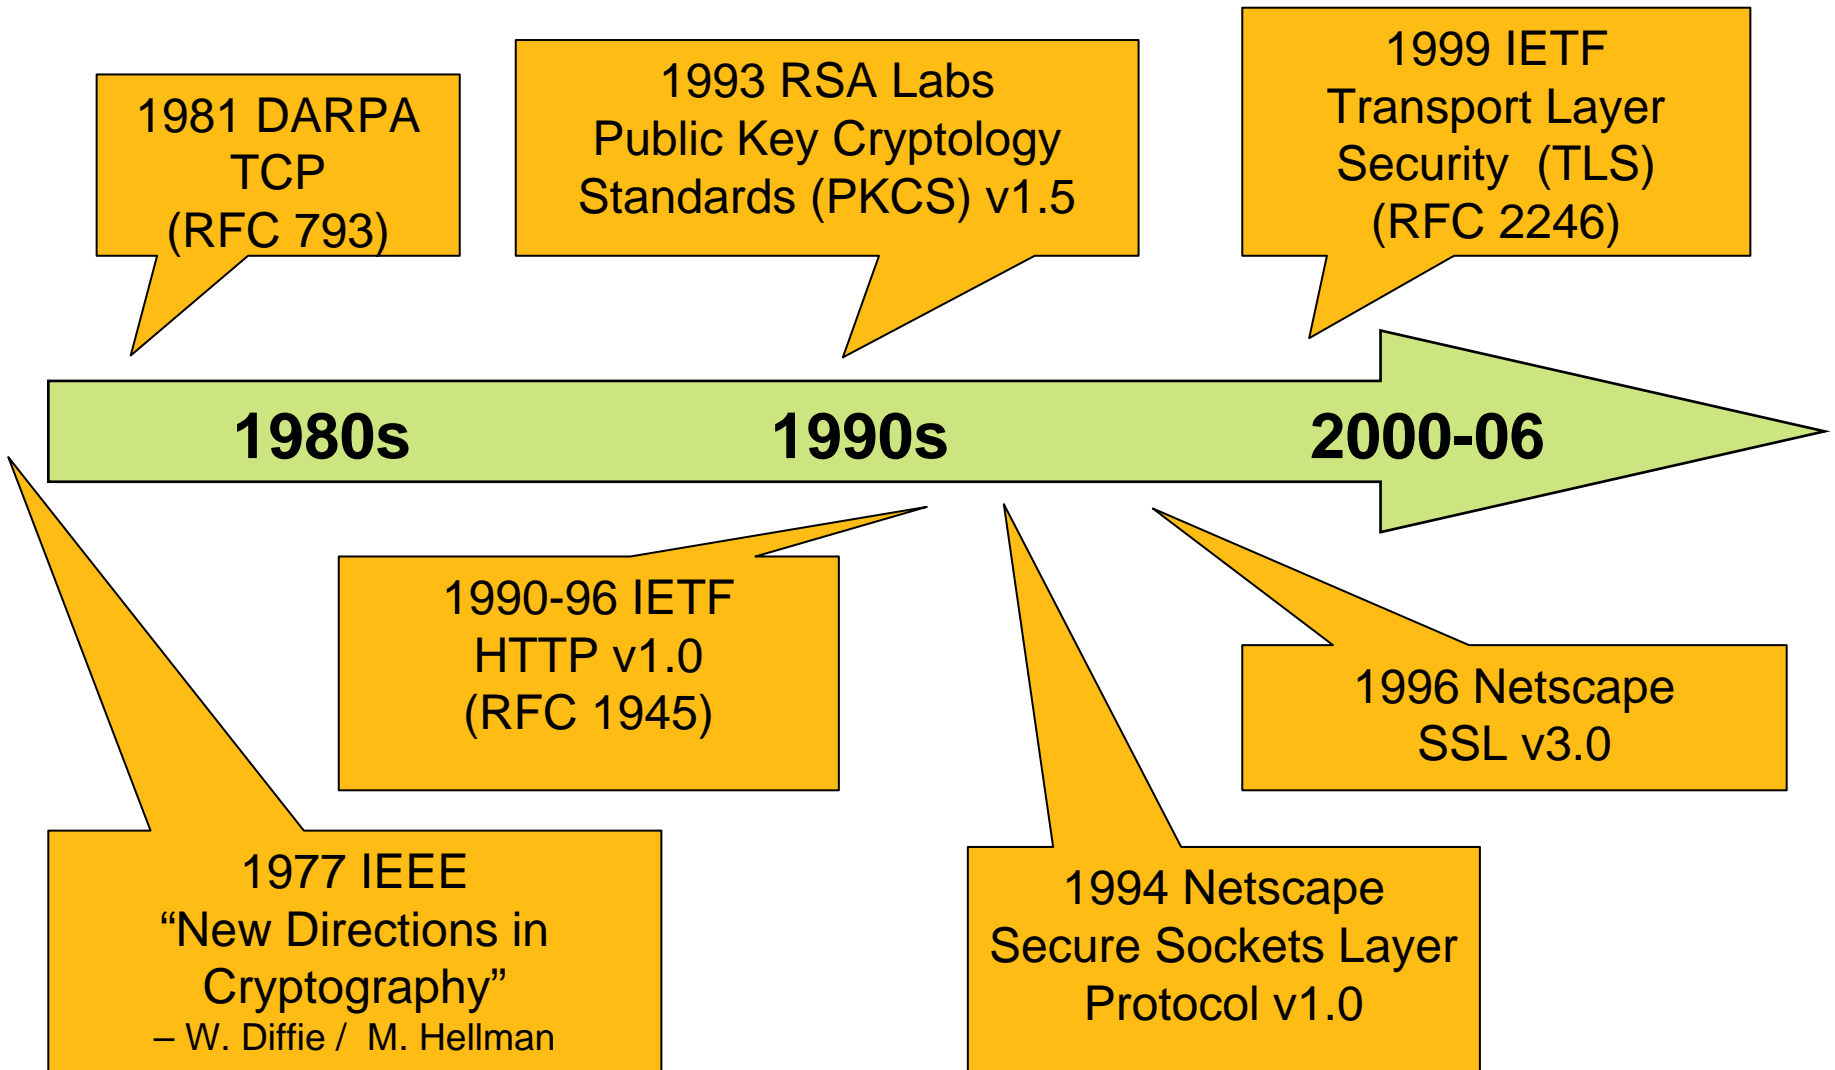 1981 DARPA
TCP
(RFC 793)
1993 RSA Labs
Public Key Cryptology
Standards (PKCS) v1.5
1999 IETF
Transport Layer
Security  (TLS)
(RFC 2246)
1980s
1990s
2000-06
1990-96 IETF
HTTP v1.0
(RFC 1945)
1996 Netscape
SSL v3.0
1977 IEEE
“New Directions in
Cryptography”
– W. Diffie /  M. Hellman
1994 Netscape
Secure Sockets Layer
Protocol v1.0